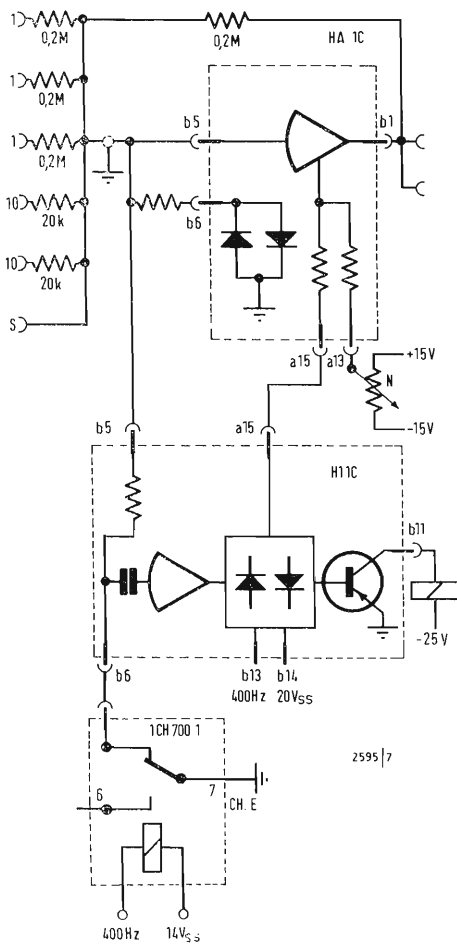 1
0,2M
0,2M
HA 1C
1
0,2M
1
0,2M
b5
b1
10
20k
b6
10
20k
S
a15
a13
+15V
N
-15V
b5
a15
H11C
b11
-25V
b6
b13
b14
400Hz
20Vss
1CH700 1
2595|7
6
7
CH. E
400Hz
14Vss